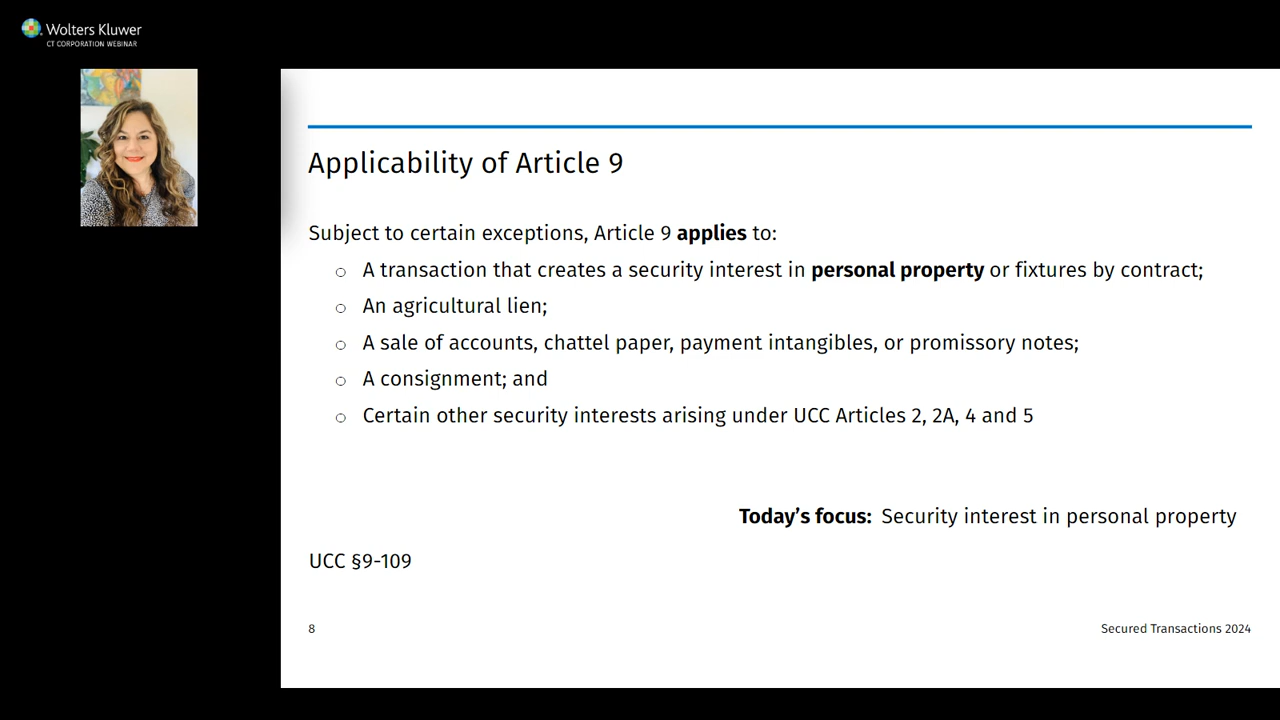 Wolters Kluwer
CT CORPORATION WEBINAR
Applicability of Article 9
Subject to certain exceptions, Article 9 applies to:
○ A transaction that creates a security interest in personal property or fixtures by contract;
○ An agricultural lien;
○ A sale of accounts, chattel paper, payment intangibles, or promissory notes;
○ A consignment; and
○ Certain other security interests arising under UCC Articles 2, 2A, 4 and 5
Today’s focus: Security interest in personal property
UCC §9-109
8
Secured Transactions 2024